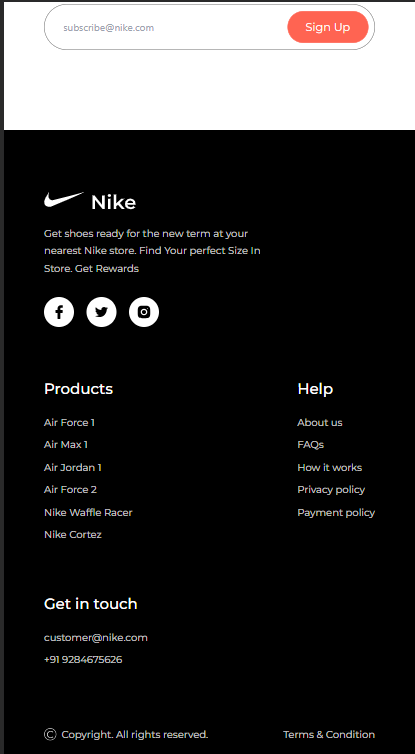 subscribe@nike.com
Sign Up
Nike
Get shoes ready for the new term at your
nearest Nike store. Find Your perfect Size In
Store. Get Rewards
Products
Air Force 1
Air Max 1
Air Jordan 1
Air Force 2
Nike Waffle Racer
Nike Cortez
Help
About us
FAQs
How it works
Privacy policy
Payment policy
Get in touch
customer@nike.com
+91 9284675626
© Copyright. All rights reserved.
Terms & Condition